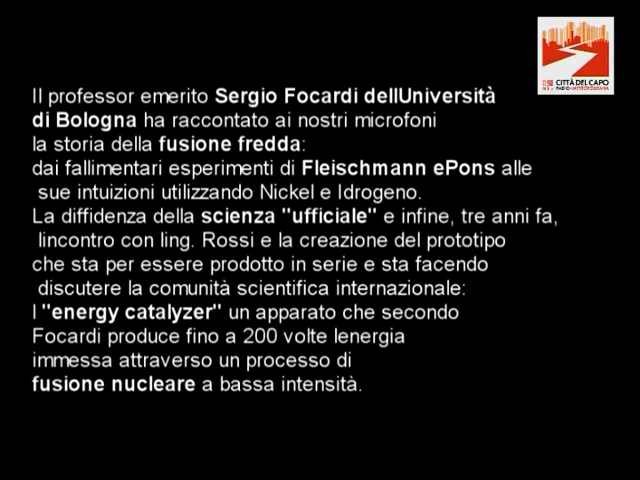 CITTÀ DEL CAPO
RADIO METROPOLITANA
Il professor emerito Sergio Focardi dellUniversità
di Bologna ha raccontato ai nostri microfoni
la storia della fusione fredda:
dai fallimentari esperimenti di Fleischmann ePons alle
sue intuizioni utilizzando Nickel e Idrogeno.
La diffidenza della scienza "ufficiale" e infine, tre anni fa,
lincontro con ling. Rossi e la creazione del prototipo
che sta per essere prodotto in serie e sta facendo
discutere la comunità scientifica internazionale:
l "energy catalyzer" un apparato che secondo
Focardi produce fino a 200 volte lenergia
immessa attraverso un processo di
fusione nucleare a bassa intensità.